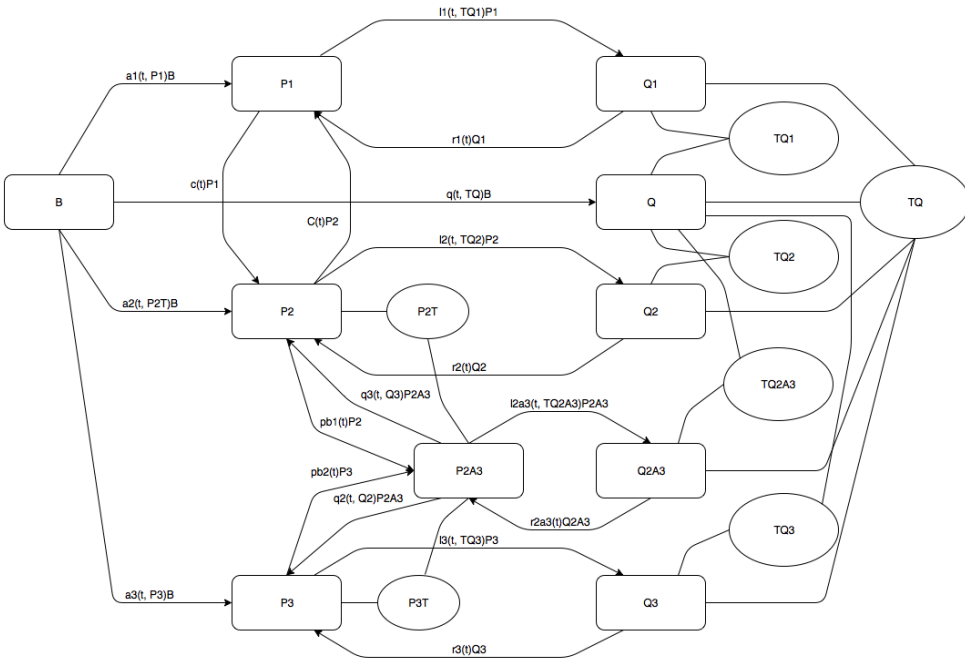 l1(t, TQ1)P1
a1(t, P1)B
P1
Q1
r1(t)Q1
TQ1
c(t)P1
B
q(t, TQ)B
Q
TQ
C(t)P2
l2(t, TQ2)P2
TQ2
a2(t, P2T)B
P2
P2T
Q2
r2(t)Q2
q3(t, Q3)P2A3
TQ2A3
l2a3(t, TQ2A3)P2A3
pb1(t)P2
pb2(t)P3
P2A3
Q2A3
q2(t, Q2)P2A3
r2a3(t)Q2A3
TQ3
l3(t, TQ3)P3
a3(t, P3)B
P3
P3T
Q3
r3(t)Q3